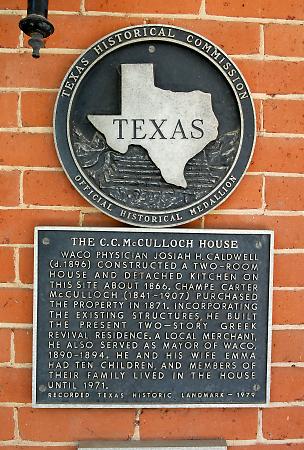 TEXAS HISTORICAL COMMISSION
TEXAS
OFFICIAL HISTORICAL MEDALLION
THE C.C. McCULLOCH HOUSE
WACO PHYSICIAN JOSIAH H. CALDWELL
(d.1896) CONSTRUCTED A TWO-ROOM
HOUSE AND DETACHED KITCHEN ON
THIS SITE ABOUT 1866. CHAMPE CARTER
McCULLOCH (1841-1907) PURCHASED
THE PROPERTY IN 1871. INCORPORATING
THE EXISTING STRUCTURES, HE BUILT
THE PRESENT TWO-STORY GREEK
REVIVAL RESIDENCE. A LOCAL MERCHANT,
HE ALSO SERVED AS MAYOR OF WACO,
1890-1894. HE AND HIS WIFE EMMA
HAD TEN CHILDREN, AND MEMBERS OF
THEIR FAMILY LIVED IN THE HOUSE
UNTIL 1971.
RECORDED TEXAS HISTORIC LANDMARK - 1979